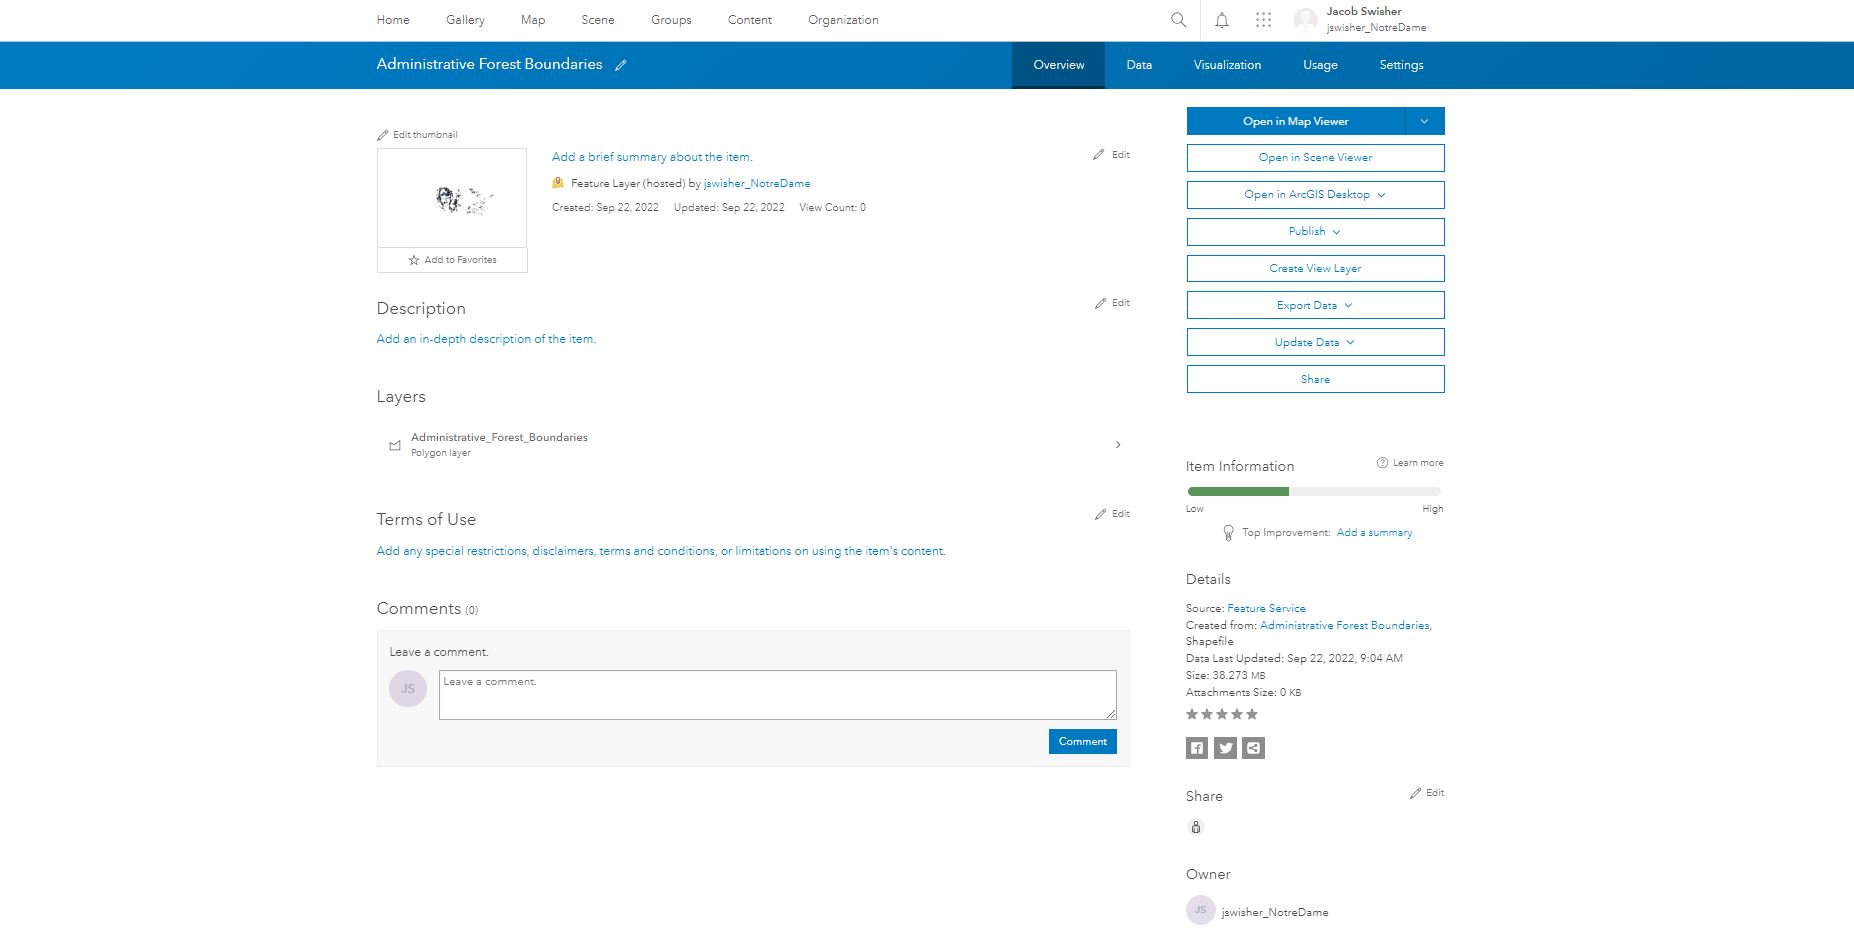 Home Gallery Map Scene Groups Content Organization
Jacob Swisher
jswisher_NotreDame
Administrative Forest Boundaries
Overview Data Visualization Usage Settings
Edit thumbnail
Add to Favorites
Add a brief summary about the item.
Edit
Feature Layer (hosted) by jswisher_NotreDame
Created: Sep 22, 2022 Updated: Sep 22, 2022 View Count: 0
Description
Edit
Add an in-depth description of the item.
Layers
Administrative_Forest_Boundaries
Polygon layer
Terms of Use
Edit
Add any special restrictions, disclaimers, terms and conditions, or limitations on using the item's content.
Comments (0)
Leave a comment.
JS
Leave a comment.
Comment
Open in Map Viewer
Open in Scene Viewer
Open in ArcGIS Desktop
Publish
Create View Layer
Export Data
Update Data
Share
Item Information
Learn more
Low High
Top Improvement: Add a summary
Details
Source: Feature Service
Created from: Administrative Forest Boundaries,
Shapefile
Data Last Updated: Sep 22, 2022, 9:04 AM
Size: 38.273 MB
Attachments Size: 0 KB
Share
Edit
Owner
JS
jswisher_NotreDame